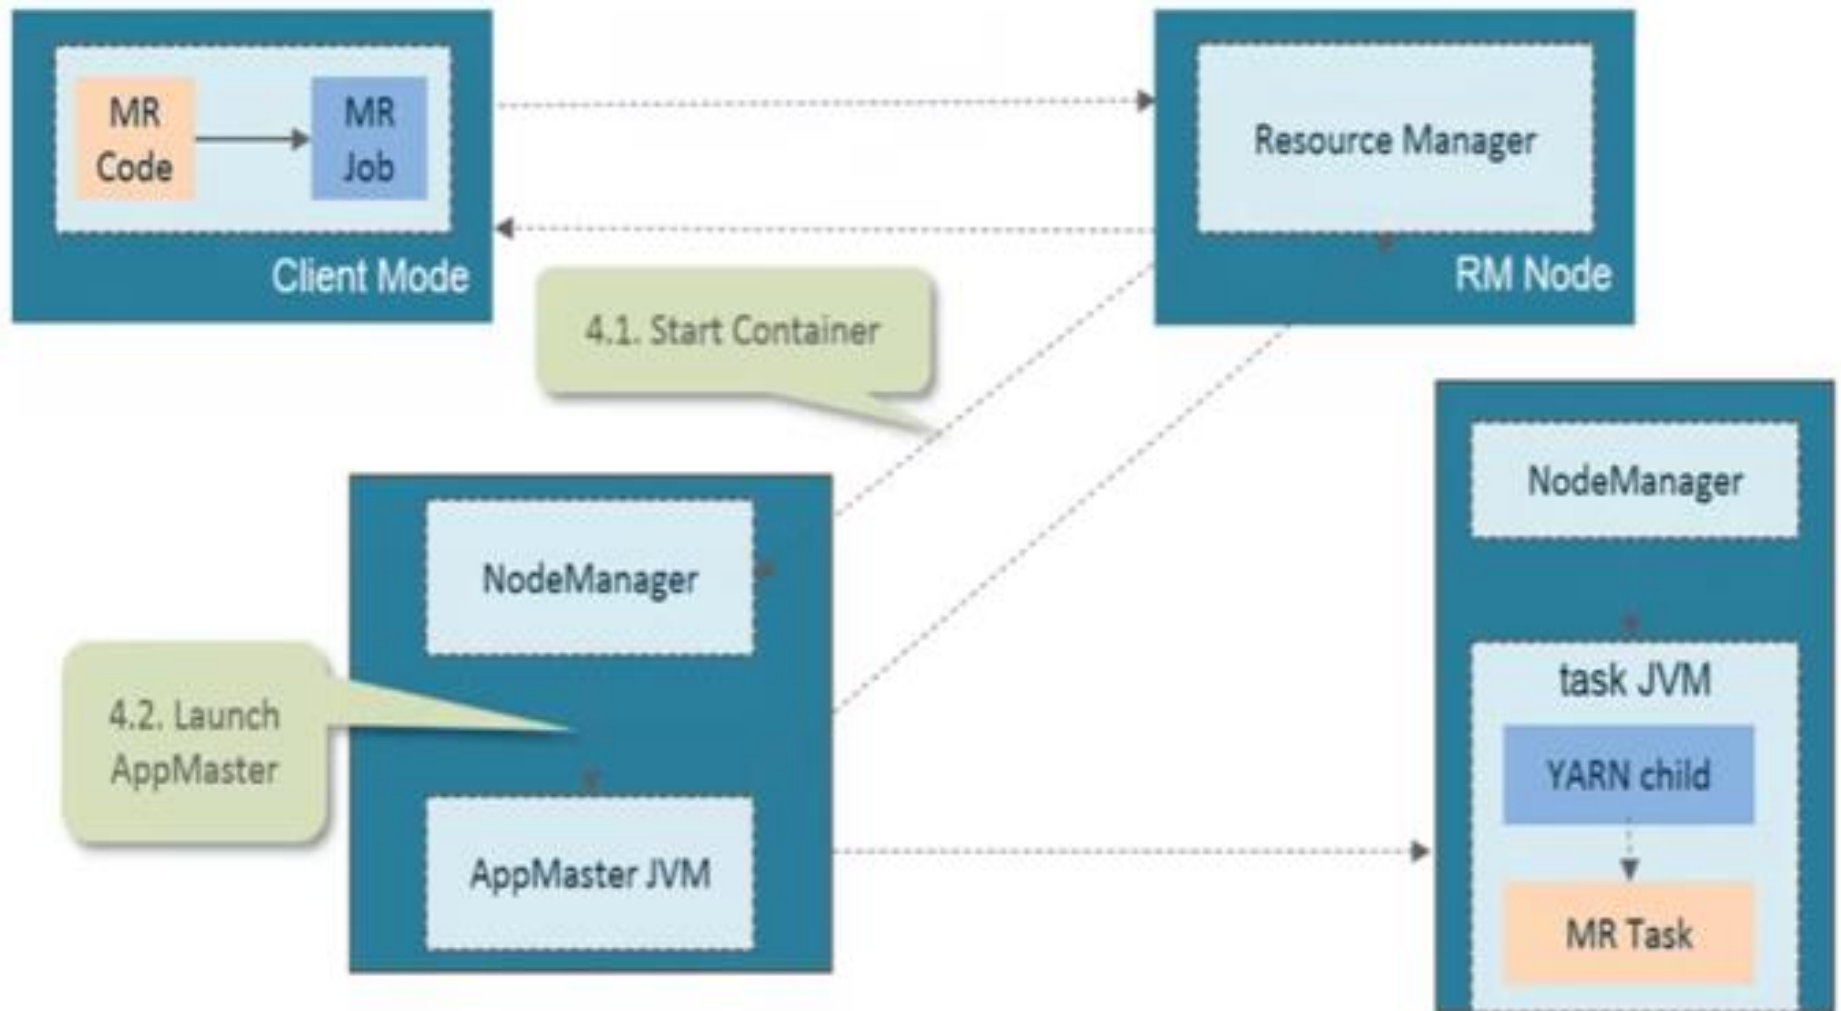 MR
Code
MR
Job
Client Mode
Resource Manager
RM Node
4.1. Start Container
NodeManager
4.2. Launch
AppMaster
AppMaster JVM
NodeManager
task JVM
YARN child
MR Task